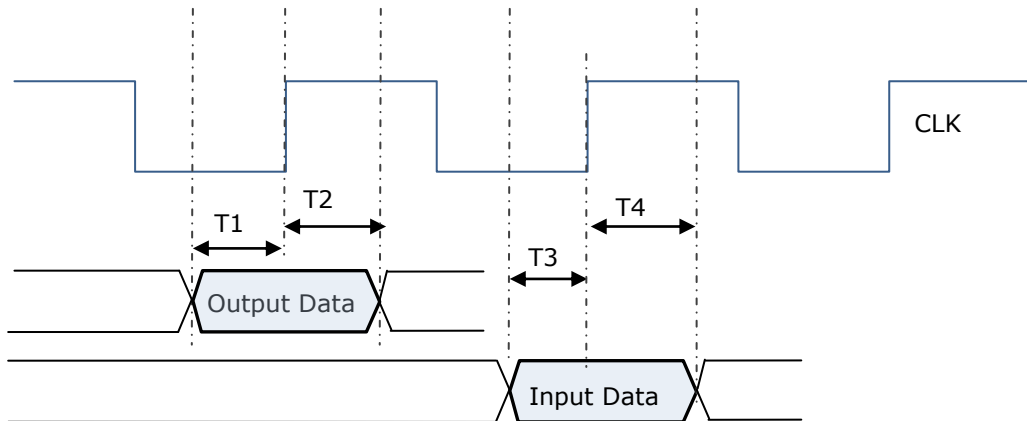 CLK
T1
T2
T4
T3
Output Data
Input Data